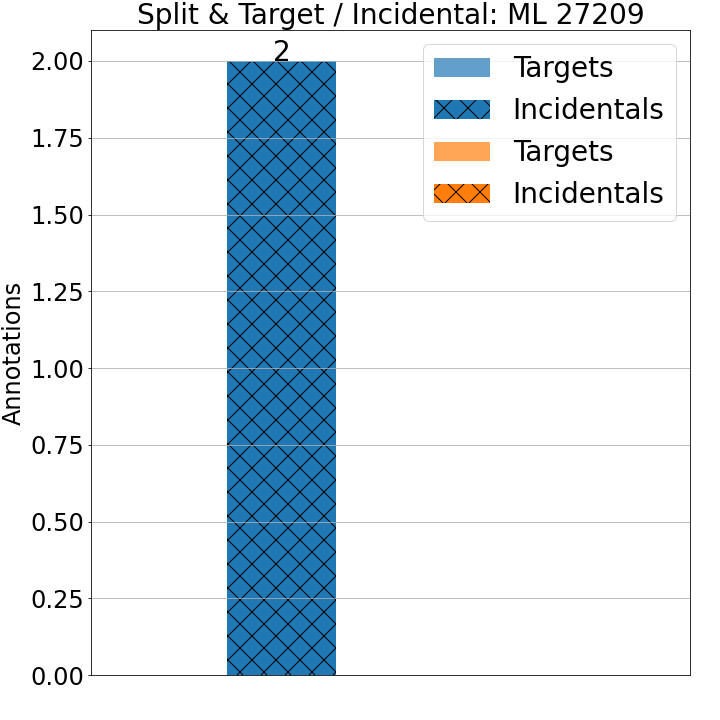 Split & Target / Incidental: ML 27209
2
Targets
Incidentals
Targets
Incidentals
Annotations
2.00
1.75
1.50
1.25
1.00
0.75
0.50
0.25
0.00